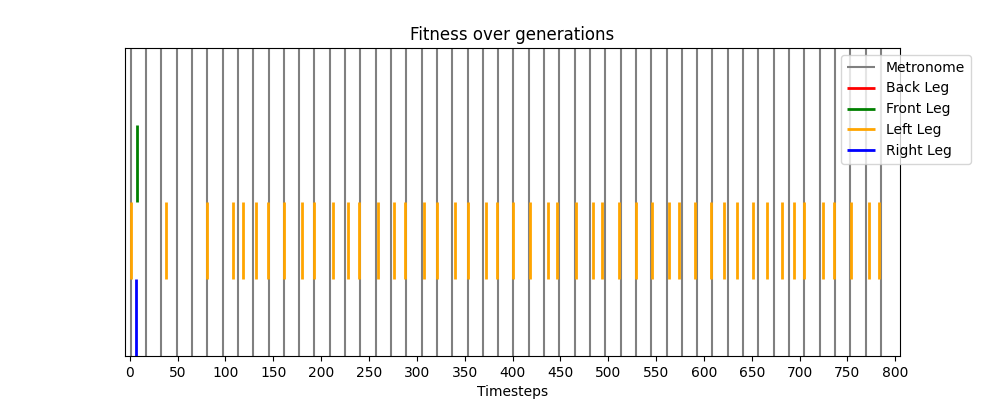 Fitness over generations
Metronome
Back Leg
Front Leg
Left Leg
Right Leg
0 50 100 150 200 250 300 350 400 450 500 550 600 650 700 750 800
Timesteps